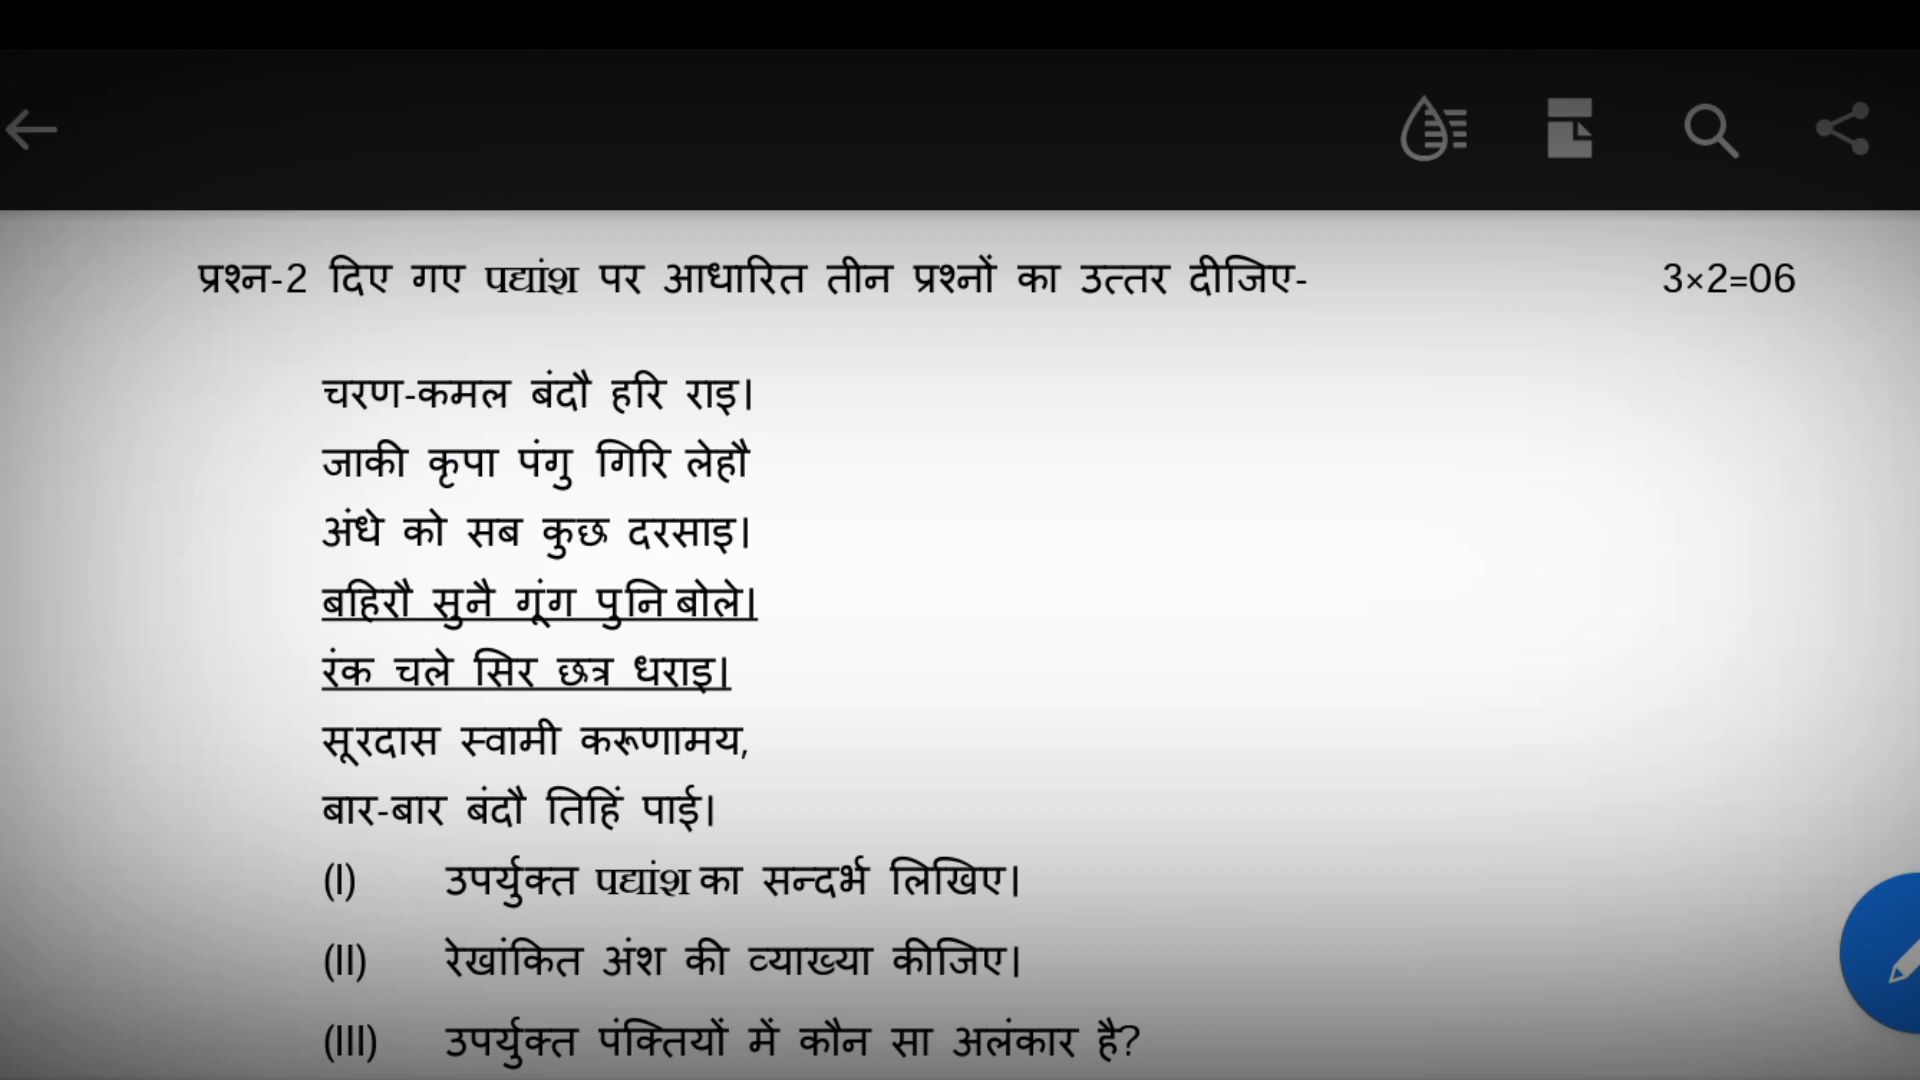 प्रश्न-2 दिए गए पद्यांश पर आधारित तीन प्रश्नों का उत्तर दीजिए- 3×2=06
चरण-कमल बंदौ हरि राइ।
जाकी कृपा पंगु गिरि लेहौ
अंधे को सब कुछ दरसाइ।
बहिरौ सुनै गूंग पुनि बोले।
रंक चले सिर छत्र धराइ।
सूरदास स्वामी करूणामय,
बार-बार बंदौ तिहिं पाई।
(I) उपर्युक्त पद्यांश का सन्दर्भ लिखिए।
(II) रेखांकित अंश की व्याख्या कीजिए।
(III) उपर्युक्त पंक्तियों में कौन सा अलंकार है?